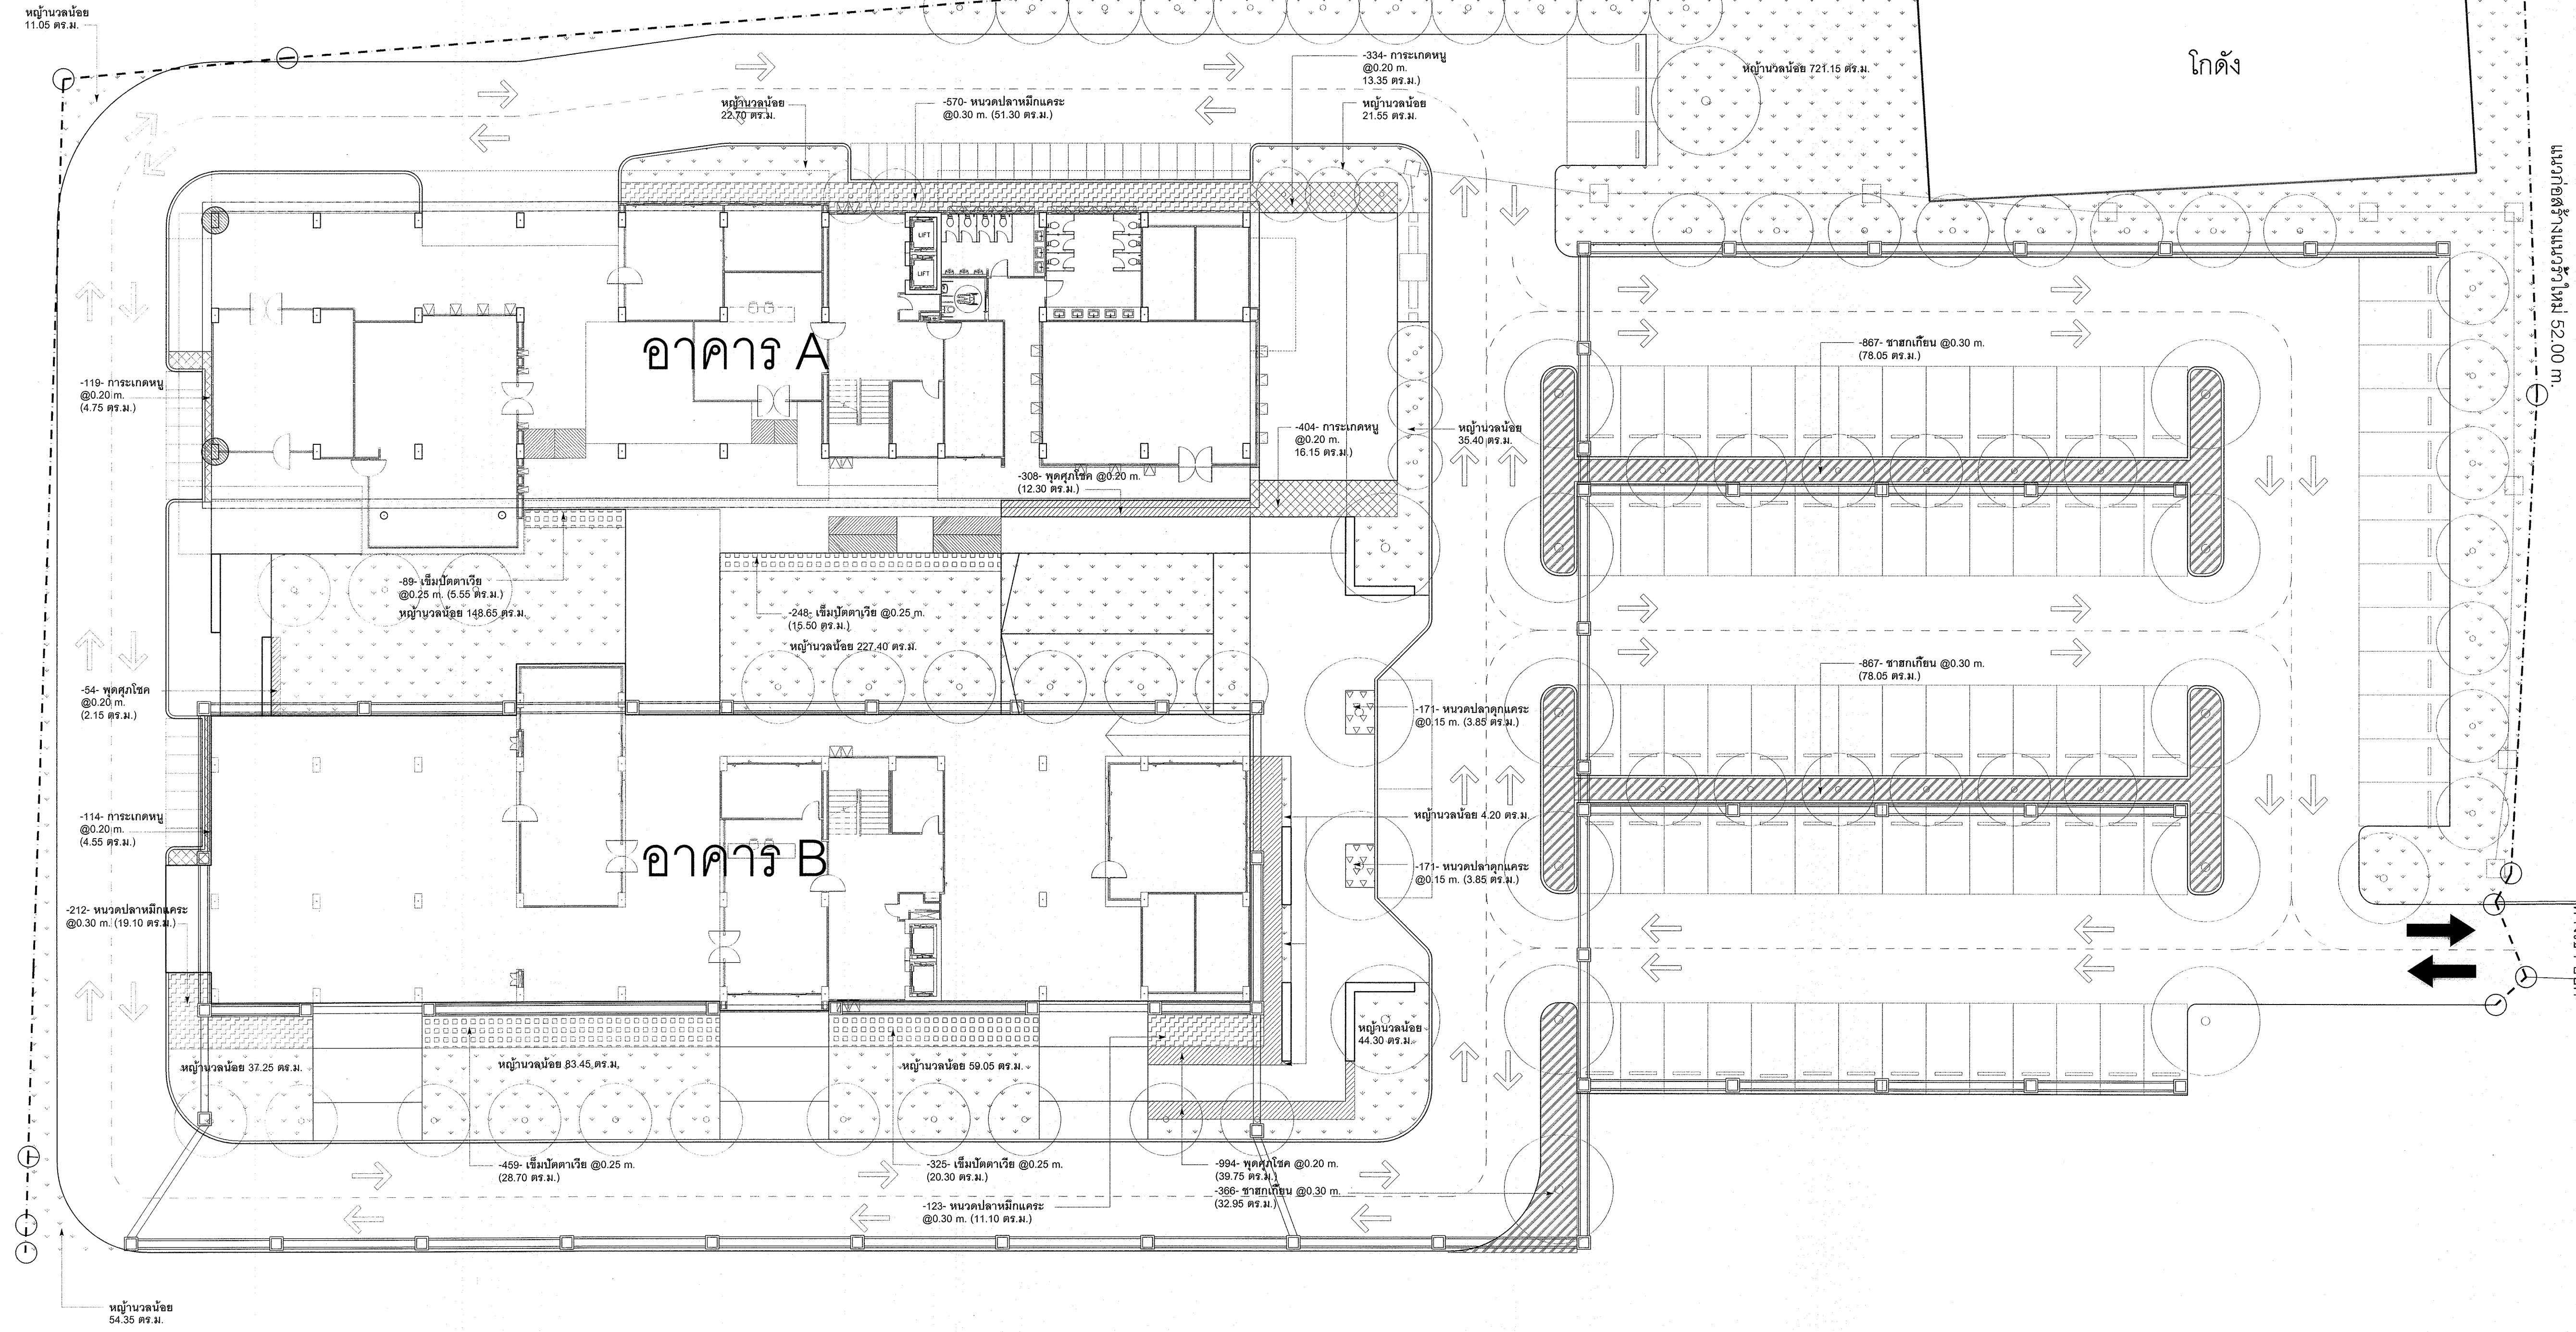 หญ้านวลน้อย
11.05 ตร.ม.
-334- การะเกดหนู
@0.20 m.
13.35 ตร.ม.)
หญ้านวลน้อย 721.15 ตร.ม.
โกดัง
หญ้านวลน้อย
22.70 ตร.ม.
-570- หนวดปลาหมึกแคระ
@0.30 m. (51.30 ตร.ม.)
หญ้านวลน้อย
21.55 ตร.ม.
แนวก่อสร้างแนวรั้วใหม่ 52.00 m.
LIFT
LIFT
อาคาร A
-867- ชาฮกเกี้ยน @0.30 m.
(78.05 ตร.ม.)
-119- การะเกดหนู
@0.20 m.
(4.75 ตร.ม.)
-404- การะเกดหนู
@0.20 m.
16.15 ตร.ม.)
หญ้านวลน้อย
35.40 ตร.ม.
-308- พุดศุภโชค @0.20 m.
(12.30 ตร.ม.)
-89- เข็มปัตตาเวีย
@0.25 m. (5.55 ตร.ม.)
หญ้านวลน้อย 148.65 ตร.ม.
-248- เข็มปัตตาเวีย @0.25 m.
(15.50 ตร.ม.)
หญ้านวลน้อย 227.40 ตร.ม.
-867- ชาฮกเกี้ยน @0.30 m.
(78.05 ตร.ม.)
-54- พุดศุภโชค
@0.20 m.
(2.15 ตร.ม.)
-171- หนวดปลาดุกแคระ
@0.15 m. (3.85 ตร.ม.)
-114- การะเกดหนู
@0.20 m.
(4.55 ตร.ม.)
หญ้านวลน้อย 4.20 ตร.ม.
อาคาร B
-171- หนวดปลาดุกแคระ
@0.15 m. (3.85 ตร.ม.)
-212- หนวดปลาหมึกแคระ
@0.30 m. (19.10 ตร.ม.)
หญ้านวลน้อย
44.30 ตร.ม.
หญ้านวลน้อย 37.25 ตร.ม.
หญ้านวลน้อย 83.45 ตร.ม.
หญ้านวลน้อย 59.05 ตร.ม.
-459- เข็มปัตตาเวีย @0.25 m.
(28.70 ตร.ม.)
-325- เข็มปัตตาเวีย @0.25 m.
(20.30 ตร.ม.)
-994- พุดศุภโชค @0.20 m.
(39.75 ตร.ม.)
-366- ชาฮกเกี้ยน @0.30 m.
(32.95 ตร.ม.)
-123- หนวดปลาหมึกแคระ
@0.30 m. (11.10 ตร.ม.)
หญ้านวลน้อย
54.35 ตร.ม.